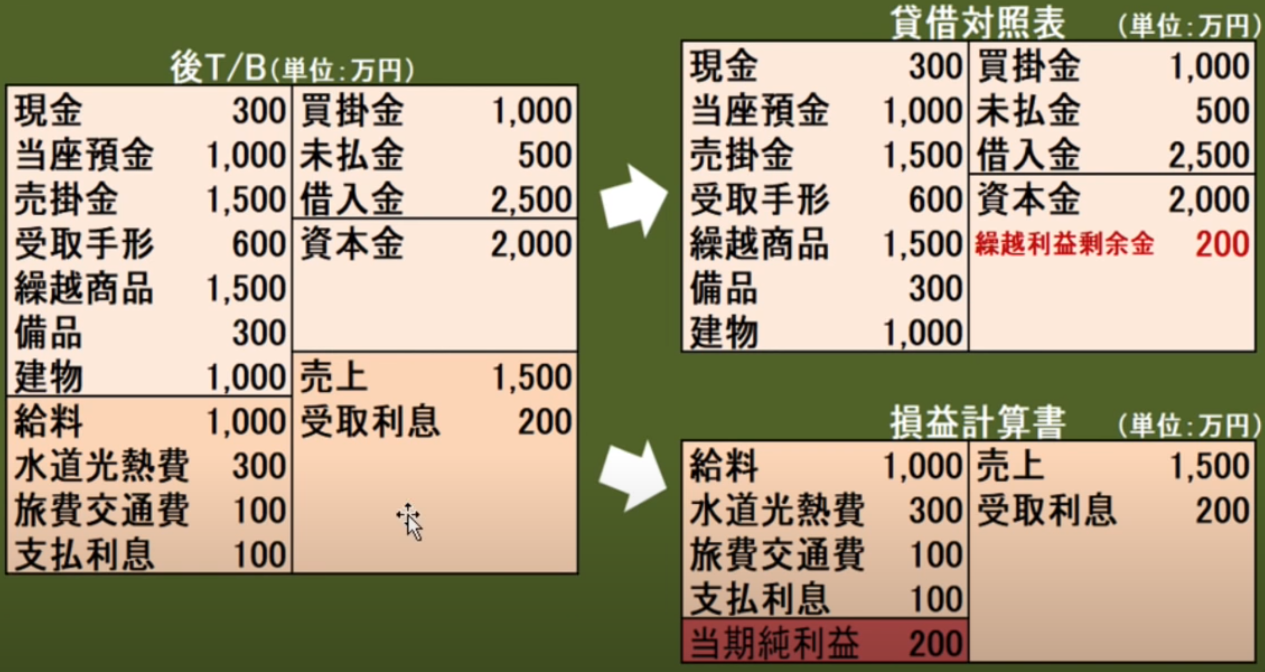 後T/B(単位:万円)
現金 300 買掛金 1,000
当座預金 1,000 未払金 500
売掛金 1,500 借入金 2,500
受取手形 600 資本金 2,000
繰越商品 1,500
備品 300
建物 1,000 売上 1,500
給料 1,000 受取利息 200
水道光熱費 300
旅費交通費 100
支払利息 100
貸借対照表 (単位:万円)
現金 300 買掛金 1,000
当座預金 1,000 未払金 500
売掛金 1,500 借入金 2,500
受取手形 600 資本金 2,000
繰越商品 1,500 繰越利益剰余金 200
備品 300
建物 1,000
損益計算書 (単位:万円)
給料 1,000 売上 1,500
水道光熱費 300 受取利息 200
旅費交通費 100
支払利息 100
当期純利益 200